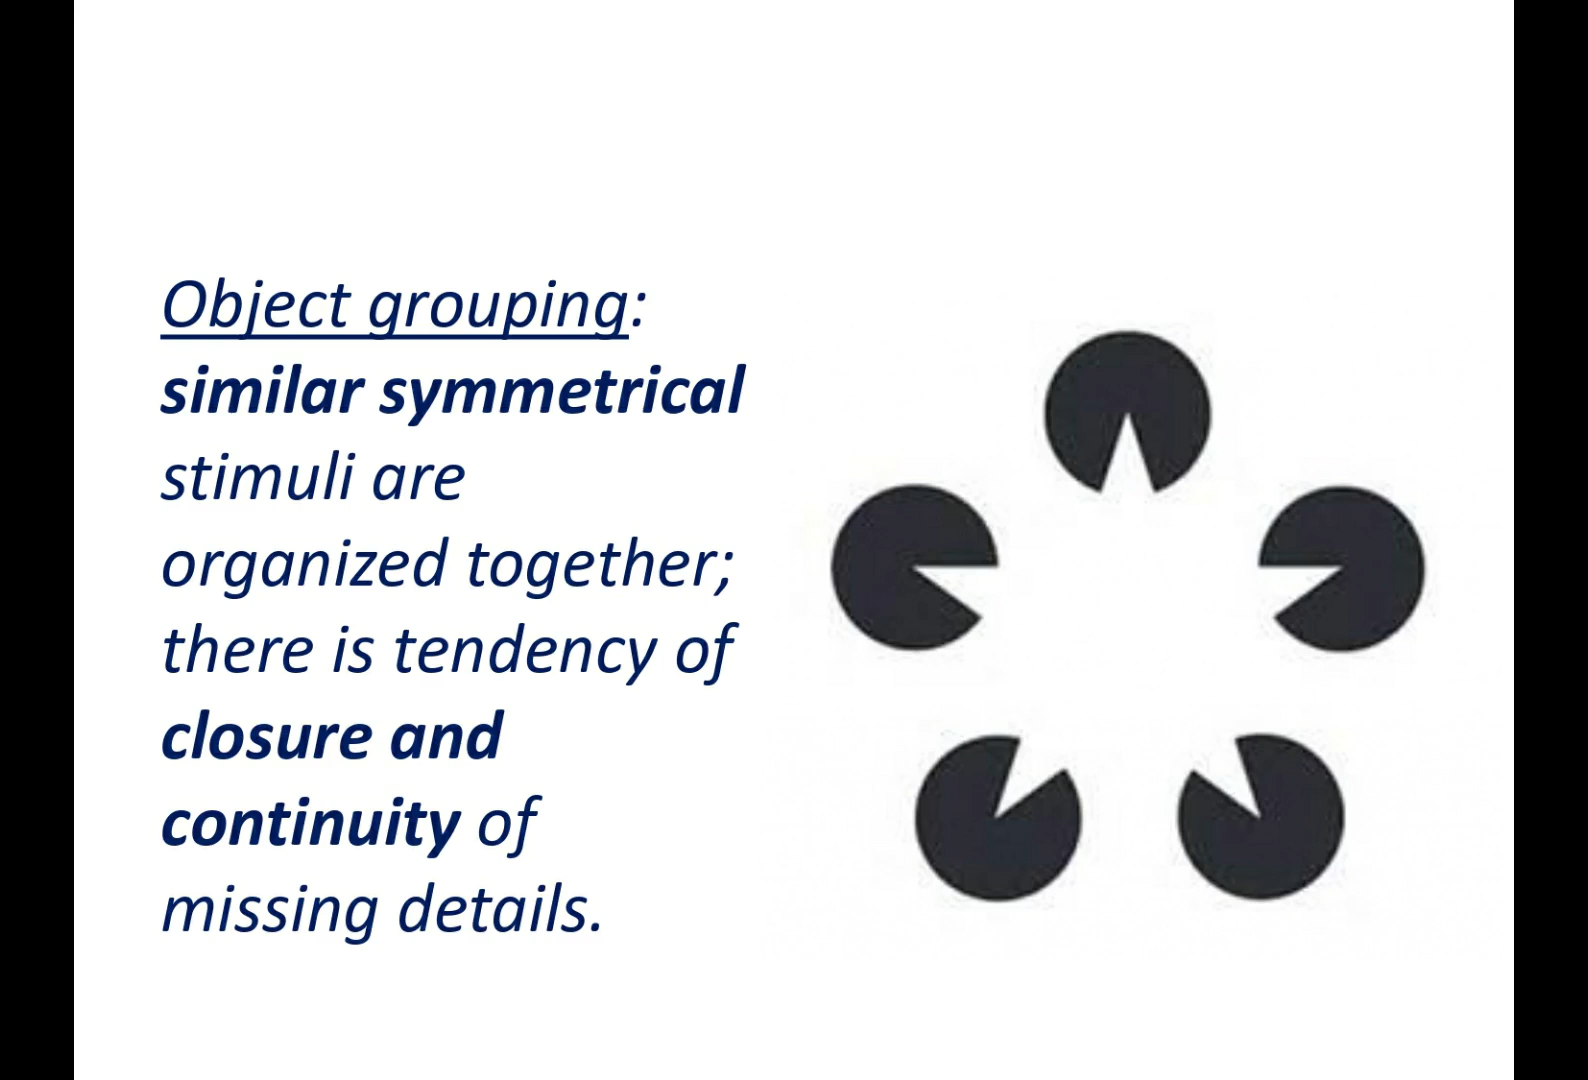 Object grouping:
similar symmetrical
stimuli are
organized together;
there is tendency of
closure and
continuity of
missing details.